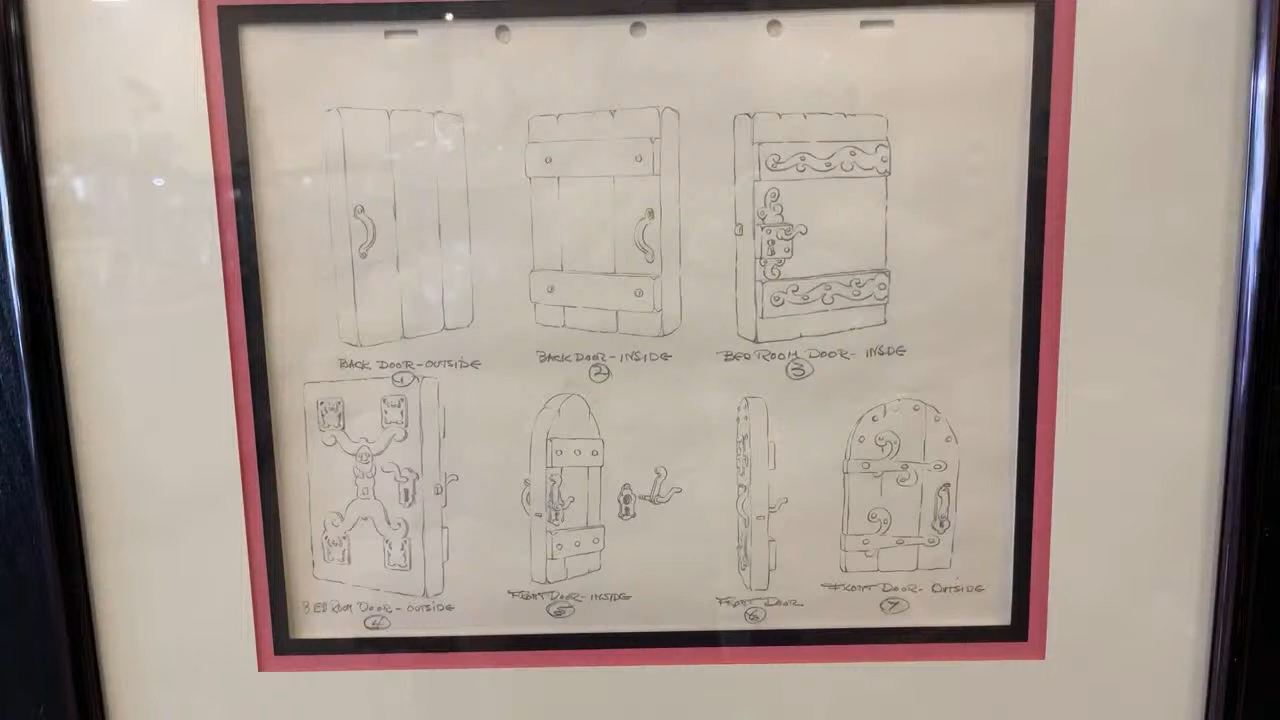 BACK DOOR-OUTSIDE
1
BACK DOOR-INSIDE
2
BED ROOM DOOR-INSIDE
3
BED ROOM DOOR-OUTSIDE
4
FRONT DOOR-INSIDE
5
FRONT DOOR
6
FRONT DOOR-OUTSIDE
7